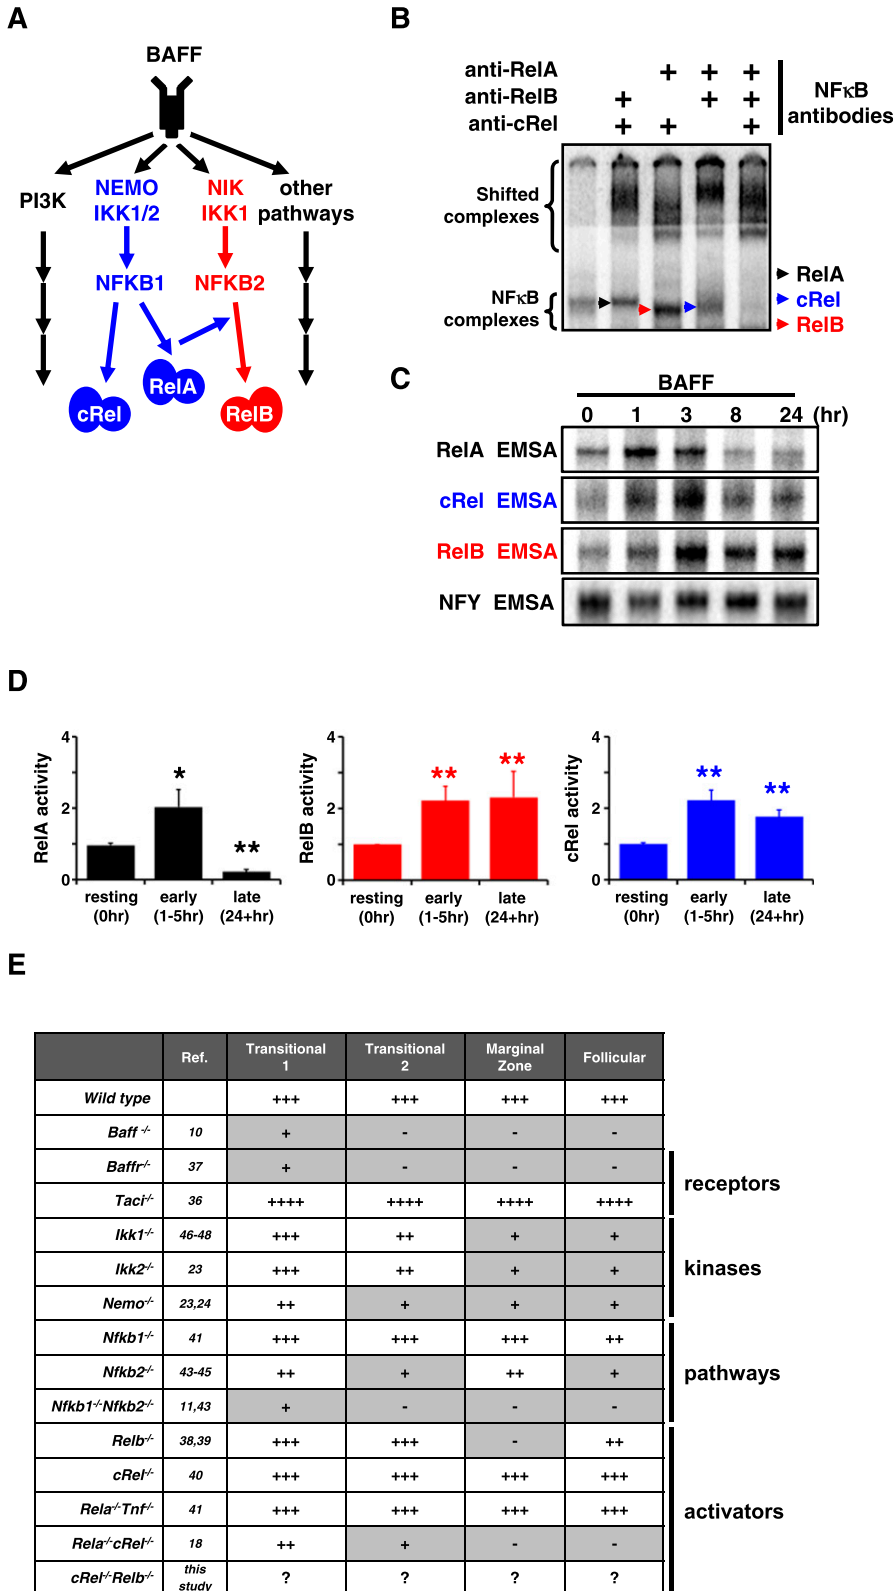 A
BAFF
PI3K
NEMO
IKK1/2
NIK
IKK1
other
pathways
NFKB1
NFKB2
cRel
RelA
RelB
B
anti-RelA + + +
anti-RelB + + +
anti-cRel + + +
NFκB
antibodies
Shifted
complexes
NFκB
complexes
RelA
cRel
RelB
C
BAFF
0 1 3 8 24 (hr)
RelA EMSA
cRel EMSA
RelB EMSA
NFY EMSA
D
RelA activity
4
2
0
*
**
resting
(0hr)
early
(1-5hr)
late
(24+hr)
RelB activity
4
2
0
**
**
resting
(0hr)
early
(1-5hr)
late
(24+hr)
cRel activity
4
2
0
**
**
resting
(0hr)
early
(1-5hr)
late
(24+hr)
E
Ref. Transitional 1 Transitional 2 Marginal Zone Follicular
Wild type +++ +++ +++ +++
Baff -/- 10 + - - -
Baffr-/- 37 + - - -
Taci-/- 36 ++++ ++++ ++++ ++++
Ikk1-/- 46-48 +++ ++ + +
Ikk2-/- 23 +++ ++ + +
Nemo-/- 23,24 ++ + + +
Nfkb1-/- 41 +++ +++ +++ ++
Nfkb2-/- 43-45 ++ + ++ +
Nfkb1-/-Nfkb2-/- 11,43 + - - -
Relb-/- 38,39 +++ +++ - ++
cRel-/- 40 +++ +++ +++ +++
Rela-/-Tnf-/- 41 +++ +++ +++ +++
Rela-/-cRel-/- 18 ++ + - -
cRel-/-Relb-/- this study ? ? ? ?
receptors
kinases
pathways
activators